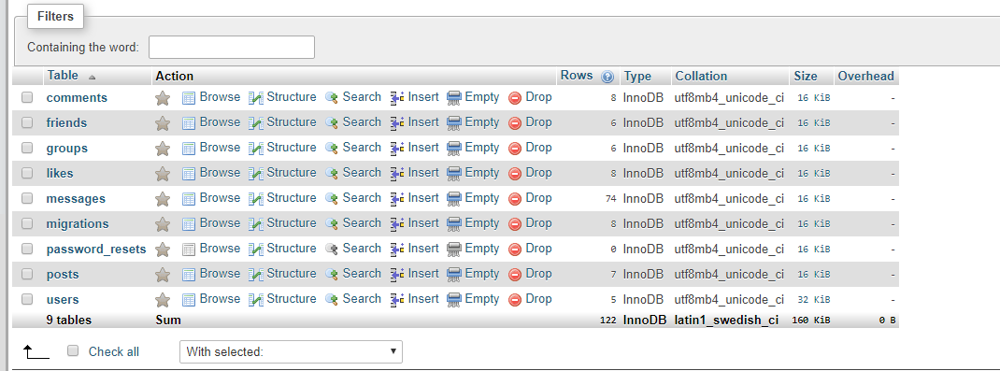 Filters
Containing the word:
Table Action Rows Type Collation Size Overhead
comments Browse Structure Search Insert Empty Drop 8 InnoDB utf8mb4_unicode_ci 16 KiB -
friends Browse Structure Search Insert Empty Drop 6 InnoDB utf8mb4_unicode_ci 16 KiB -
groups Browse Structure Search Insert Empty Drop 6 InnoDB utf8mb4_unicode_ci 16 KiB -
likes Browse Structure Search Insert Empty Drop 8 InnoDB utf8mb4_unicode_ci 16 KiB -
messages Browse Structure Search Insert Empty Drop 74 InnoDB utf8mb4_unicode_ci 16 KiB -
migrations Browse Structure Search Insert Empty Drop 8 InnoDB utf8mb4_unicode_ci 16 KiB -
password_resets Browse Structure Search Insert Empty Drop 0 InnoDB utf8mb4_unicode_ci 16 KiB -
posts Browse Structure Search Insert Empty Drop 7 InnoDB utf8mb4_unicode_ci 16 KiB -
users Browse Structure Search Insert Empty Drop 5 InnoDB utf8mb4_unicode_ci 32 KiB -
9 tables Sum 122 InnoDB latin1_swedish_ci 160 KiB 0 B
Check all With selected: